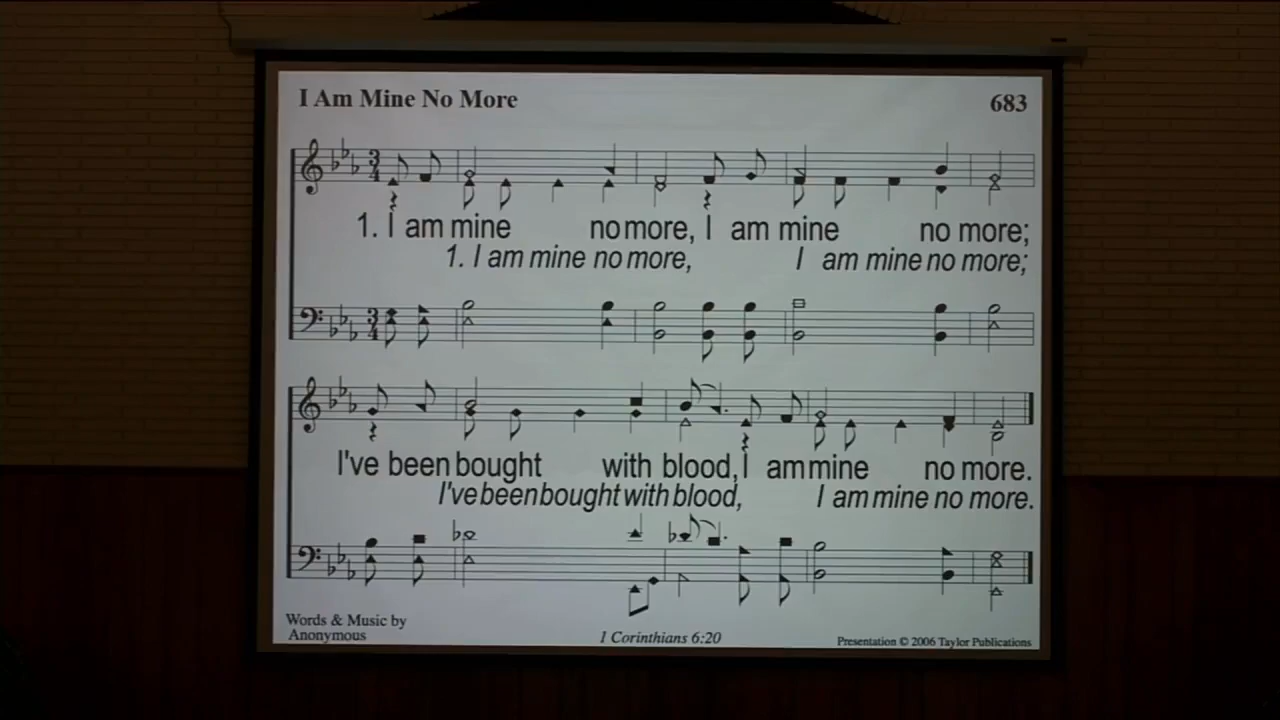 I Am Mine No More
683
1. I am mine no more, I am mine no more;
1. I am mine no more, I am mine no more;
I've been bought with blood, I am mine no more.
I've been bought with blood, I am mine no more.
Words & Music by
Anonymous
1 Corinthians 6:20
Presentation © 2006 Taylor Publications